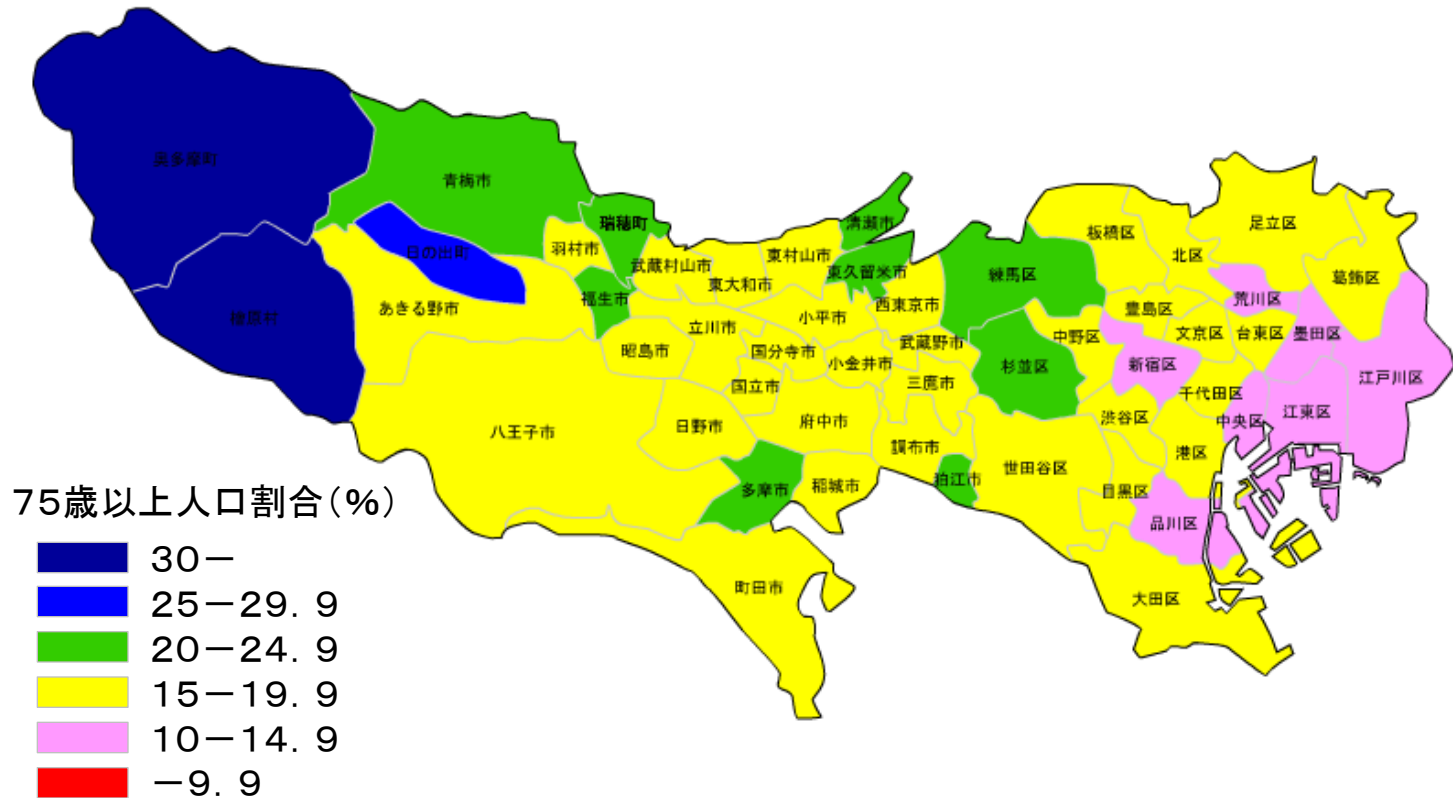 奥多摩町
青梅市
瑞穂町
清瀬市
足立区
板橋区
北区
日の出町
羽村市
武蔵村山市
東村山市
東大和市
東久留米市
練馬区
葛飾区
檜原村
あきる野市
福生市
西東京市
荒川区
立川市
小平市
豊島区
文京区
台東区
墨田区
昭島市
国分寺市
小金井市
武蔵野市
中野区
杉並区
新宿区
江戸川区
国立市
三鷹市
千代田区
八王子市
日野市
府中市
調布市
渋谷区
中央区
江東区
港区
世田谷区
狛江市
多摩市
稲城市
目黒区
品川区
町田市
大田区
75歳以上人口割合(%)
30－
25－29.9
20－24.9
15－19.9
10－14.9
－9.9